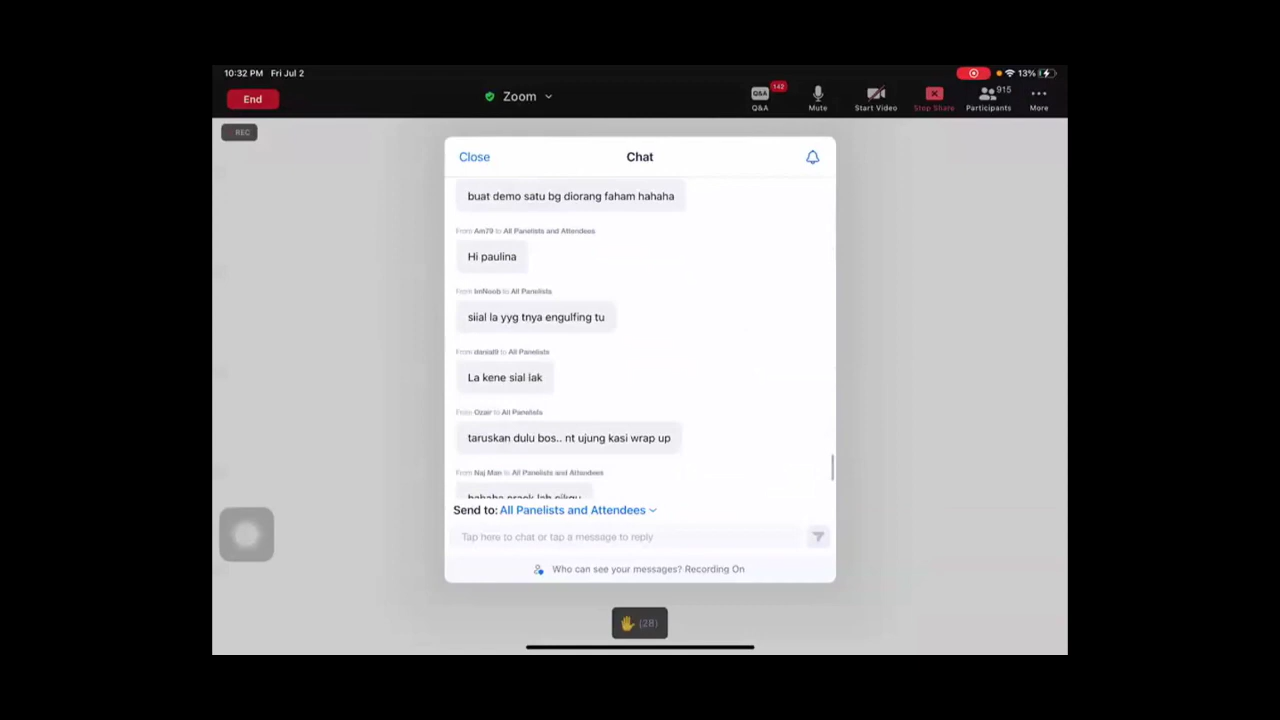 10:32 PM Fri Jul 2
13%
End
Zoom
Q&A
142
Q&A
Mute
Start Video
Stop Share
915
Participants
More
REC
Close
Chat
buat demo satu bg diorang faham hahaha
From Am79 to All Panelists and Attendees
Hi paulina
From ImNoob to All Panelists
siial la yyg tnya engulfing tu
From danial9 to All Panelists
La kene sial lak
From Ozair to All Panelists
taruskan dulu bos.. nt ujung kasi wrap up
From Naj Man to All Panelists and Attendees
hahaha
Send to: All Panelists and Attendees
Tap here to chat or tap a message to reply
Who can see your messages? Recording On
(28)